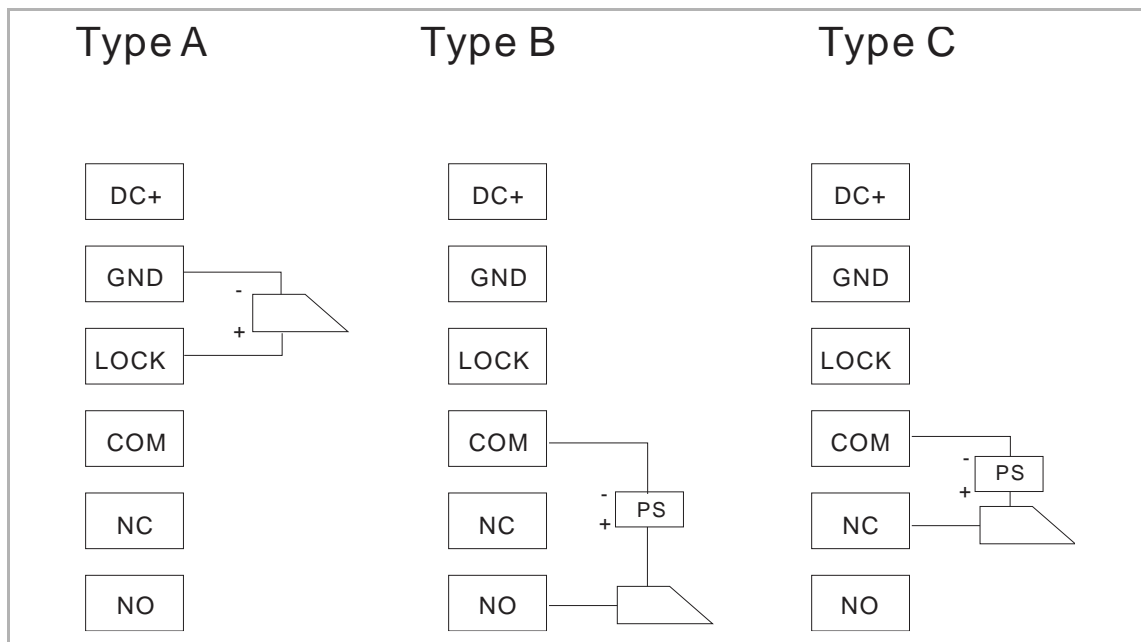 Type A
Type B
Type C
DC+
GND
-
+
LOCK
COM
NC
NO
DC+
GND
LOCK
COM
-
PS
+
NC
NO
DC+
GND
LOCK
COM
-
PS
+
NC
NO